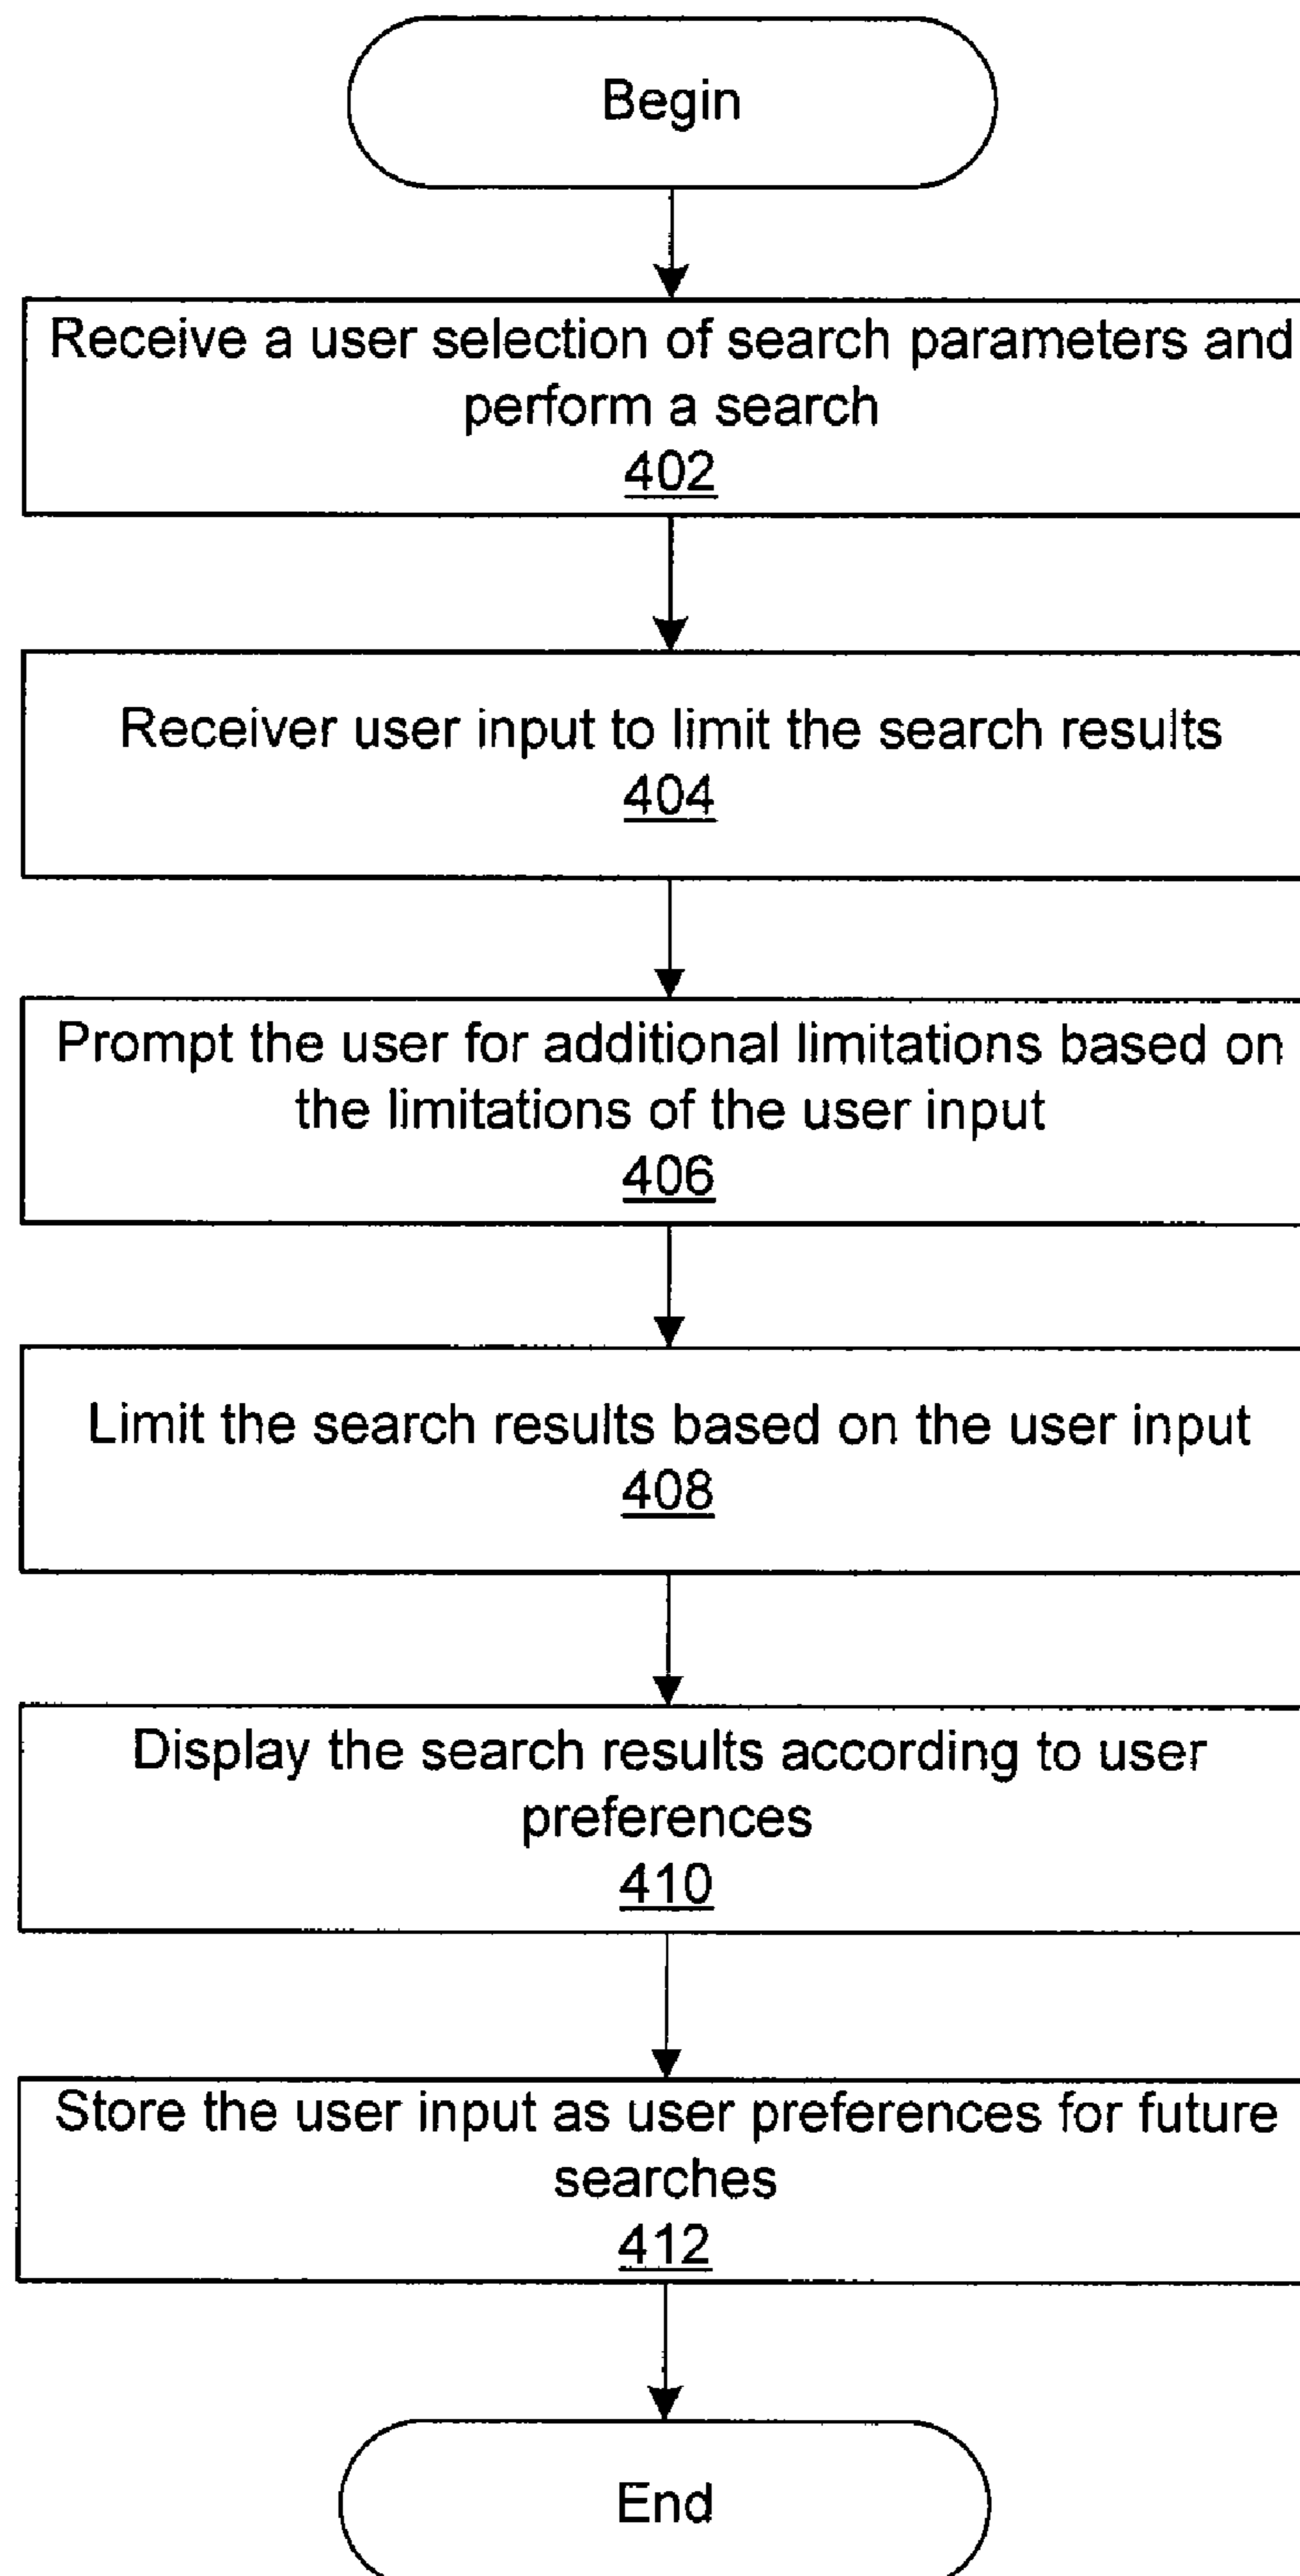 Begin
Receive a user selection of search parameters and
perform a search
402
Receiver user input to limit the search results
404
Prompt the user for additional limitations based on
the limitations of the user input
406
Limit the search results based on the user input
408
Display the search results according to user
preferences
410
Store the user input as user preferences for future
searches
412
End